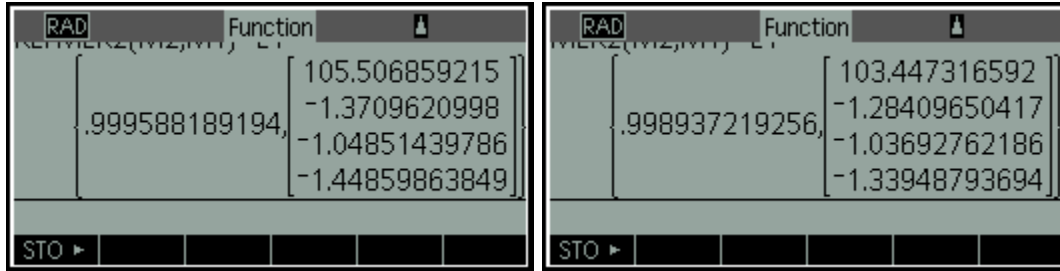 RAD Function
105.506859215
⁻1.3709620998
.999588189194,
⁻1.04851439786
⁻1.44859863849
STO ►
RAD Function
103.447316592
⁻1.28409650417
.998937219256,
⁻1.03692762186
⁻1.33948793694
STO ►